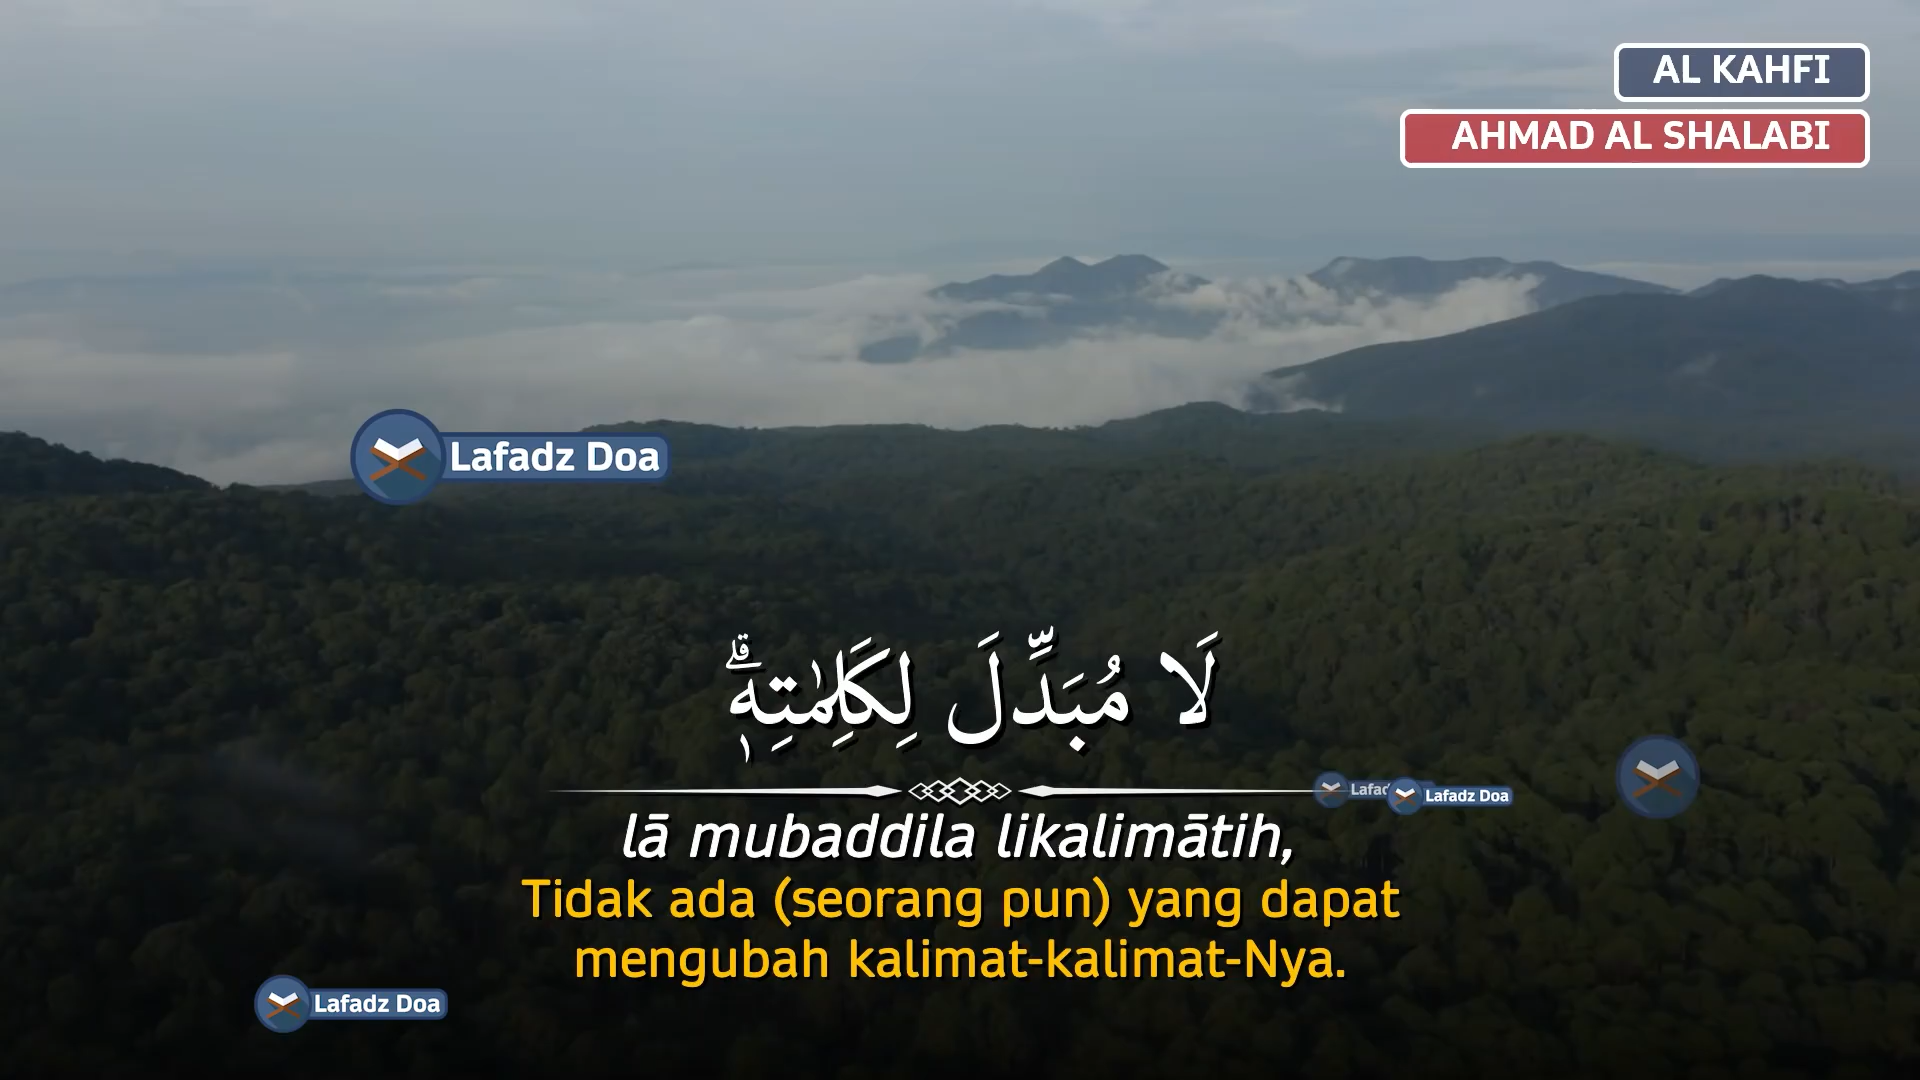 AL KAHFI
AHMAD AL SHALABI
Lafadz Doa
لَا مُبَدِّلَ لِكَلِمٰتِهٖۗ
Lafadz Doa
lā mubaddila likalimātih,
Tidak ada (seorang pun) yang dapat
mengubah kalimat-kalimat-Nya.
Lafadz Doa